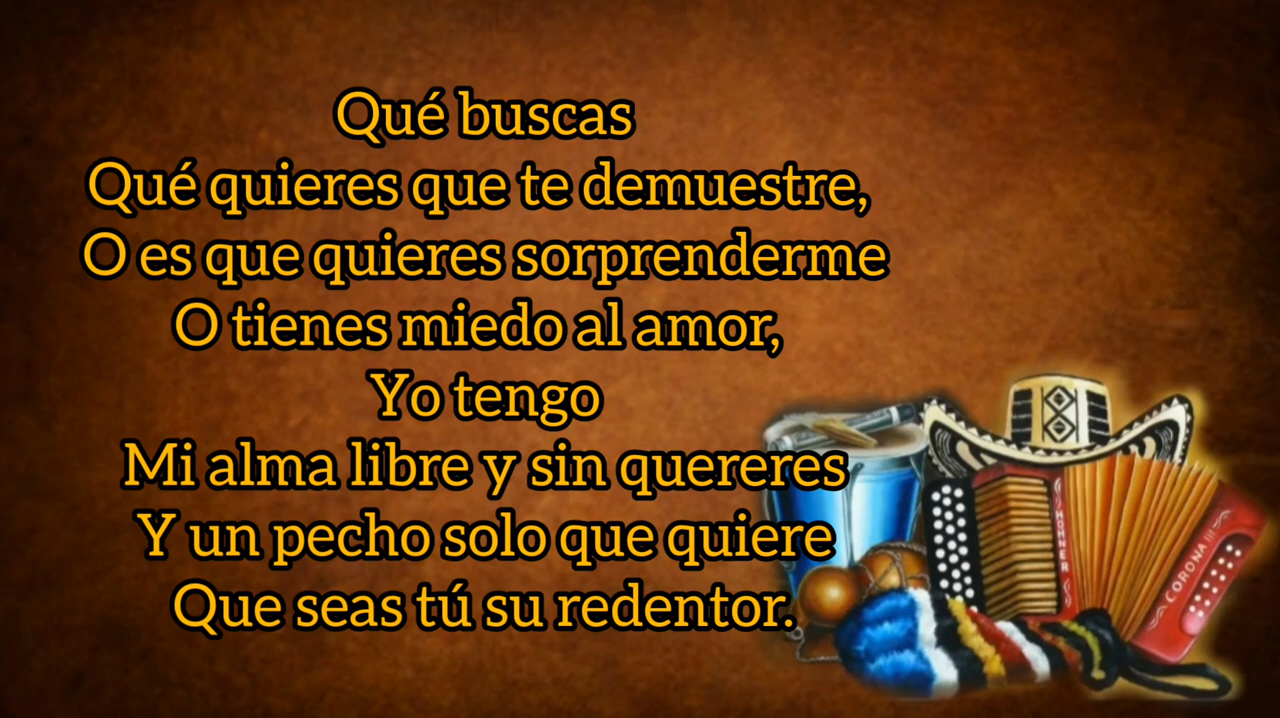 Qué buscas
Qué quieres que te demuestre,
O es que quieres sorprenderme
O tienes miedo al amor,
Yo tengo
Mi alma libre y sin quereres
Y un pecho solo que quiere
Que seas tú su redentor.
HOHNER
CORONA III